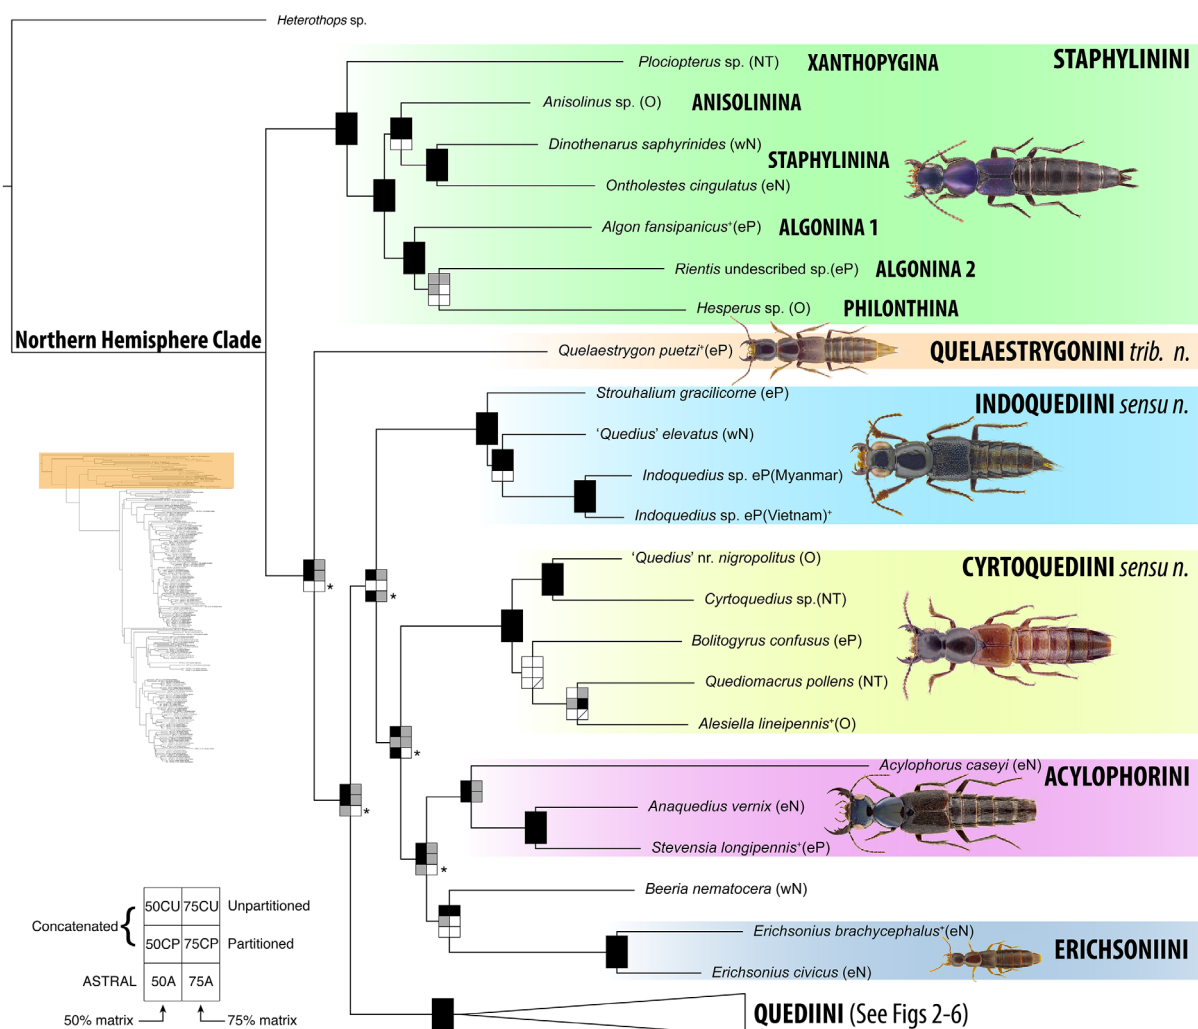 Heterothops sp.
STAPHYLININI
Plociopterus sp. (NT) XANTHOPYGINA
Anisolinus sp. (O) ANISOLININA
Dinothenarus saphyrinides (wN)
STAPHYLININA
Ontholestes cingulatus (eN)
Algon fansipanicus+(eP) ALGONINA 1
Rientis undescribed sp.(eP) ALGONINA 2
Hesperus sp. (O) PHILONTHINA
Northern Hemisphere Clade
Quelaestrygon puetzi+(eP) QUELAESTRYGONINI trib. n.
Strouhalium gracilicorne (eP)
INDOQUEDIINI sensu n.
‘Quedius’ elevatus (wN)
Indoquedius sp. eP(Myanmar)
Indoquedius sp. eP(Vietnam)+
‘Quedius’ nr. nigropolitus (O)
CYRTOQUEDIINI sensu n.
*
*
Cyrtoquedius sp.(NT)
Bolitogyrus confusus (eP)
Quediomacrus pollens (NT)
Alesiella lineipennis+(O)
*
Acylophorus caseyi (eN) ACYLOPHORINI
Anaquedius vernix (eN)
*
Stevensia longipennis+(eP)
*
Beeria nematocera (wN)
Erichsonius brachycephalus+(eN)
ERICHSONIINI
Erichsonius civicus (eN)
QUEDIINI (See Figs 2-6)
50CU 75CU Unpartitioned
Concatenated {
50CP 75CP Partitioned
ASTRAL 50A 75A
50% matrix 75% matrix